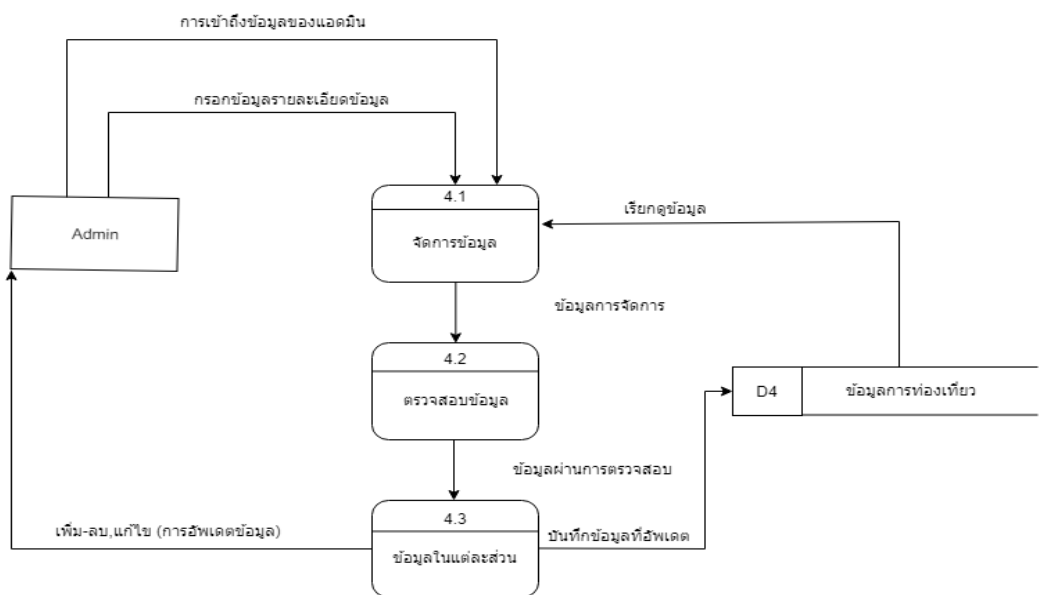 การเข้าถึงข้อมูลของแอดมิน
กรอกข้อมูลรายละเอียดข้อมูล
4.1
เรียกดูข้อมูล
Admin
จัดการข้อมูล
ข้อมูลการจัดการ
4.2
D4
ข้อมูลการท่องเที่ยว
ตรวจสอบข้อมูล
ข้อมูลผ่านการตรวจสอบ
4.3
เพิ่ม-ลบ,แก้ไข (การอัพเดตข้อมูล)
บันทึกข้อมูลที่อัพเดต
ข้อมูลในแต่ละส่วน